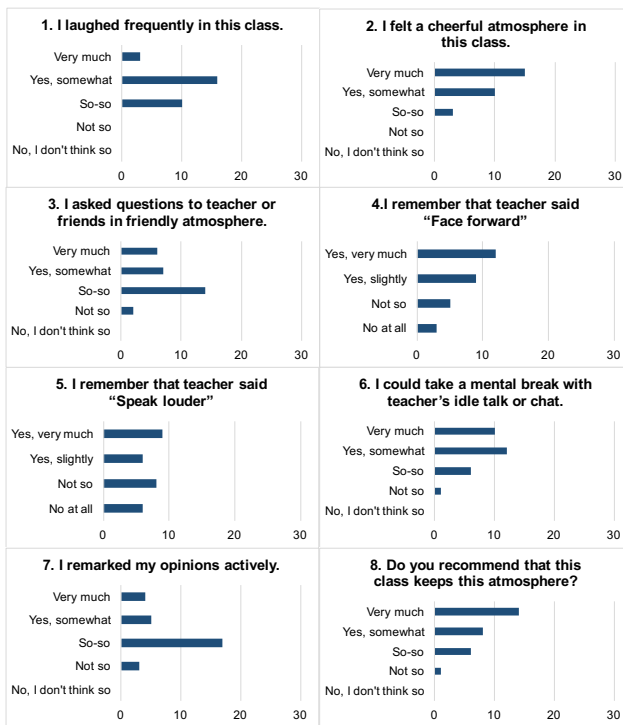 1. I laughed frequently in this class.
Very much
Yes, somewhat
So-so
Not so
No, I don't think so
0 10 20 30
2. I felt a cheerful atmosphere in
this class.
Very much
Yes, somewhat
So-so
Not so
No, I don't think so
0 10 20 30
3. I asked questions to teacher or
friends in friendly atmosphere.
Very much
Yes, somewhat
So-so
Not so
No, I don't think so
0 10 20 30
4.I remember that teacher said
“Face forward”
Yes, very much
Yes, slightly
Not so
No at all
0 10 20 30
5. I remember that teacher said
“Speak louder”
Yes, very much
Yes, slightly
Not so
No at all
0 10 20 30
6. I could take a mental break with
teacher’s idle talk or chat.
Very much
Yes, somewhat
So-so
Not so
No, I don't think so
0 10 20 30
7. I remarked my opinions actively.
Very much
Yes, somewhat
So-so
Not so
No, I don't think so
0 10 20 30
8. Do you recommend that this
class keeps this atmosphere?
Very much
Yes, somewhat
So-so
Not so
No, I don't think so
0 10 20 30